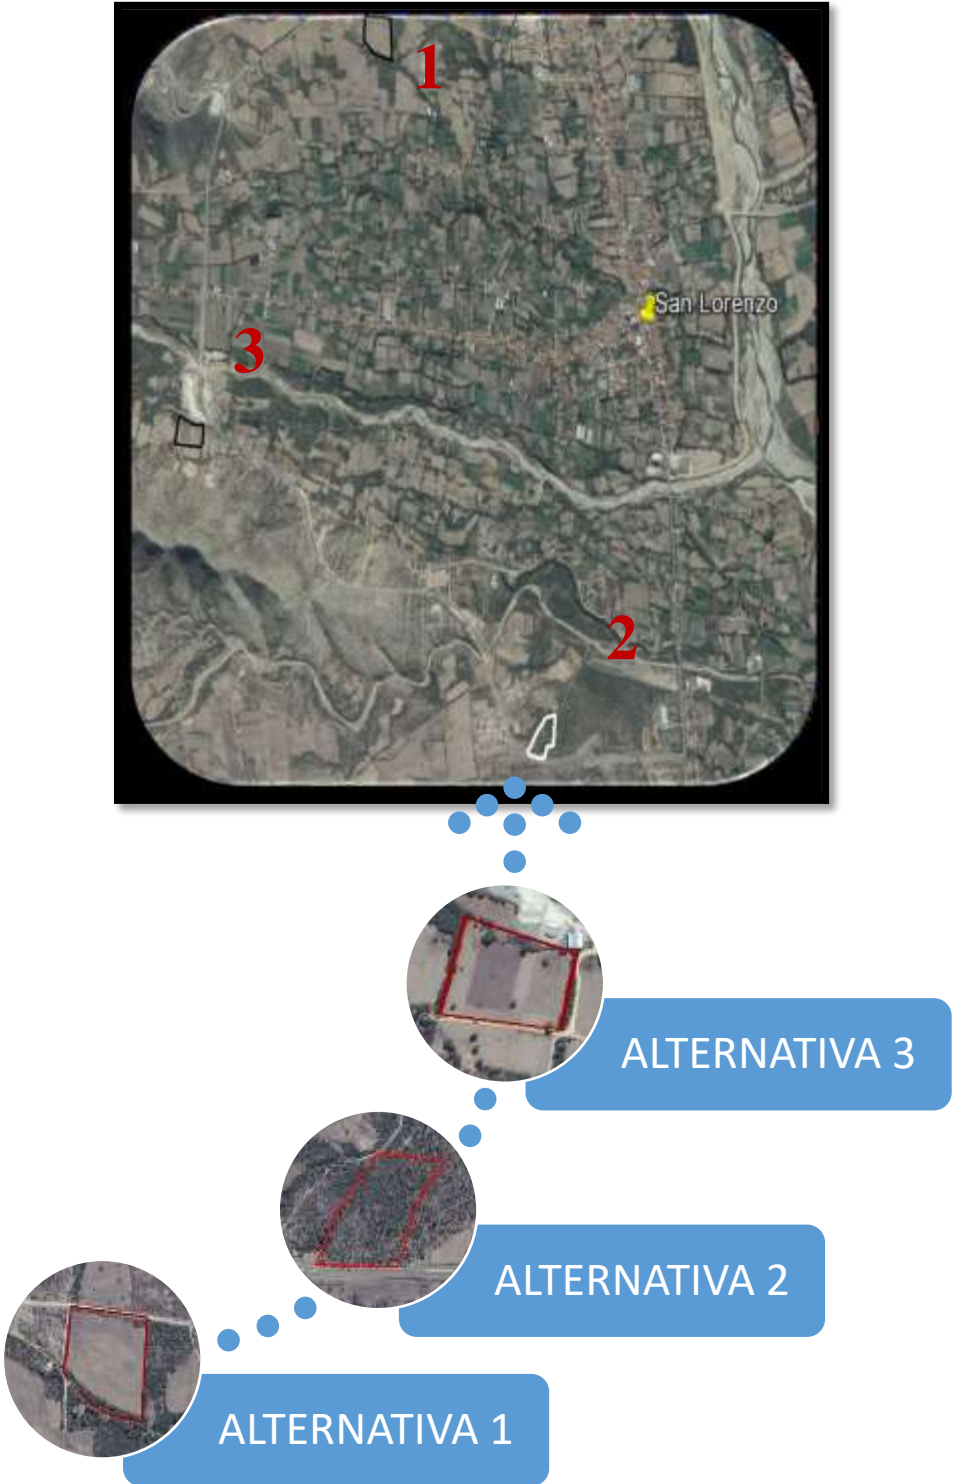 1
San Lorenzo
3
2
ALTERNATIVA 3
ALTERNATIVA 2
ALTERNATIVA 1